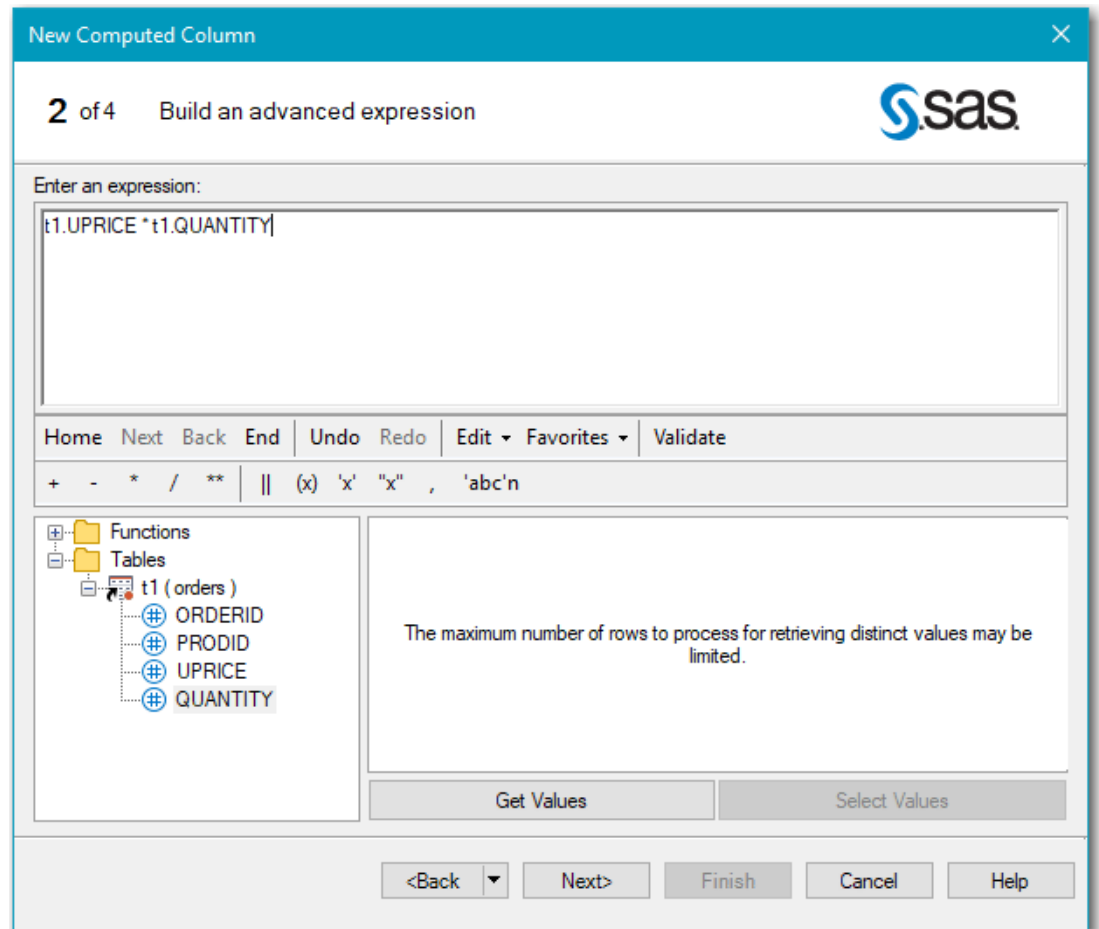 New Computed Column
2 of 4 Build an advanced expression
sas
Enter an expression:
t1.UPRICE * t1.QUANTITY
Home Next Back End Undo Redo Edit Favorites Validate
+ - * / ** || (x) 'x' "x" , 'abc'n
Functions
Tables
t1 ( orders )
ORDERID
PRODID
UPRICE
QUANTITY
The maximum number of rows to process for retrieving distinct values may be
limited.
Get Values Select Values
<Back Next> Finish Cancel Help